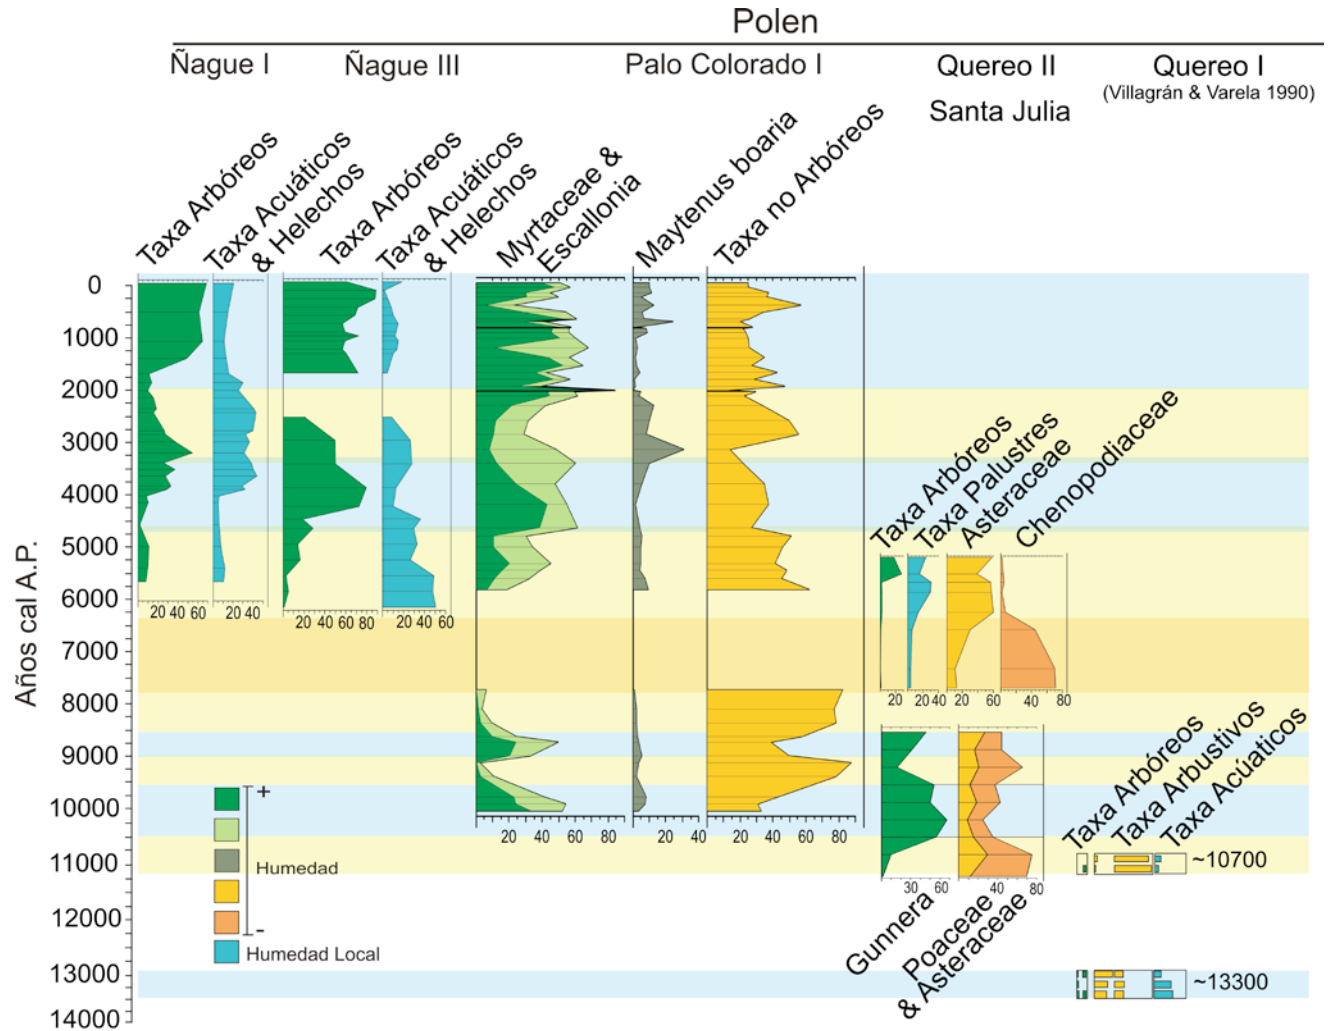 Polen
Ñague I
Ñague III
Palo Colorado I
Quereo II
Santa Julia
Quereo I
(Villagrán & Varela 1990)
Taxa Arbóreos
Taxa Acuáticos
& Helechos
Taxa Arbóreos
Taxa Acuáticos
& Helechos
Myrtaceae &
Escallonia
Maytenus boaria
Taxa no Arbóreos
Taxa Arbóreos
Taxa Palustres
Asteraceae
Chenopodiaceae
Años cal A.P.
0
1000
2000
3000
4000
5000
6000
7000
8000
9000
10000
11000
12000
13000
14000
20 40 60
20 40
20 40 60 80
20 40 60
20 40
60 40 80
20 40 60 80
20 40 60 80
20 40 60 80
30 60
40 80
Gunnera
Poaceae
& Asteraceae
Taxa Arbóreos
Taxa Arbustivos
Taxa Acúaticos
~10700
~13300
+
Humedad
-
Humedad Local